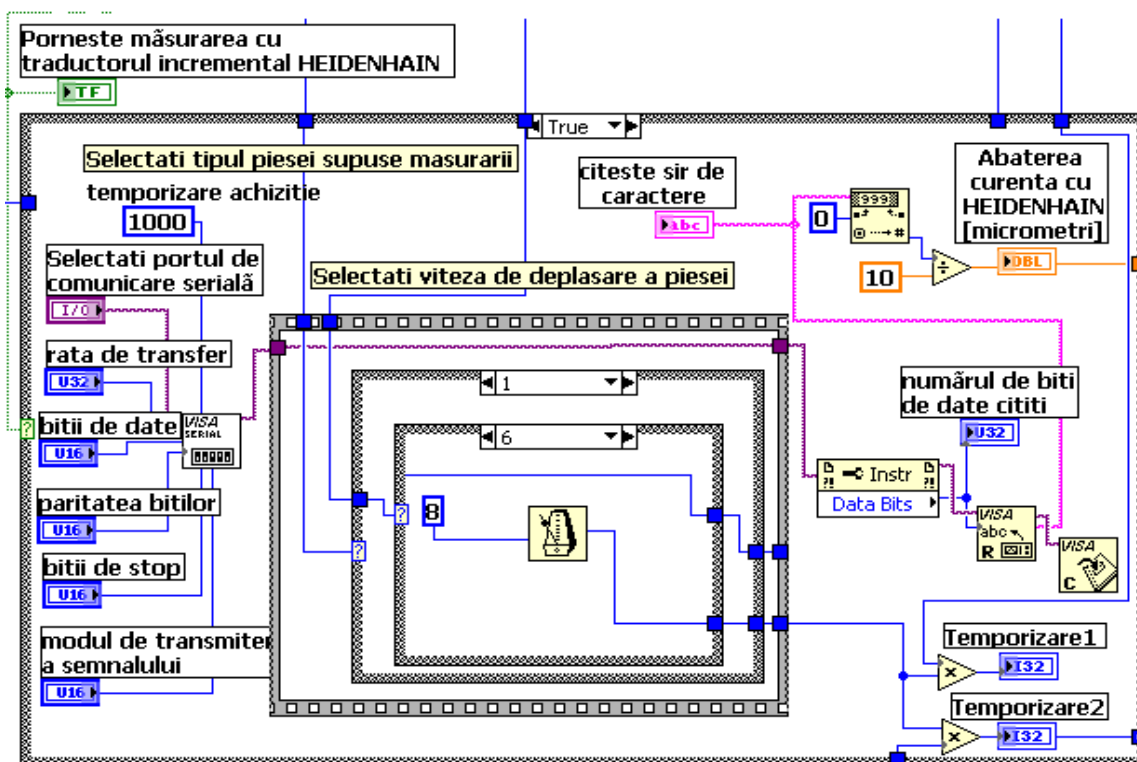 Porneste mãsurarea cu
traductorul incremental HEIDENHAIN
TF
True
Selectati tipul piesei supuse masurarii
temporizare achizitie
1000
Selectati portul de
comunicare serialã
I/O
rata de transfer
U32
bitii de date
U16
VISA
SERIAL
paritatea bitilor
U16
bitii de stop
U16
modul de transmiter
a semnalului
U16
Selectati viteza de deplasare a piesei
1
6
8
citeste sir de
caractere
abc
0
999
10
÷
Abaterea
curenta cu
HEIDENHAIN
[micrometri]
DBL
numãrul de biti
de date cititi
U32
Instr
Data Bits
VISA
abc
R
VISA
C
Temporizare1
x
I32
Temporizare2
x
I32